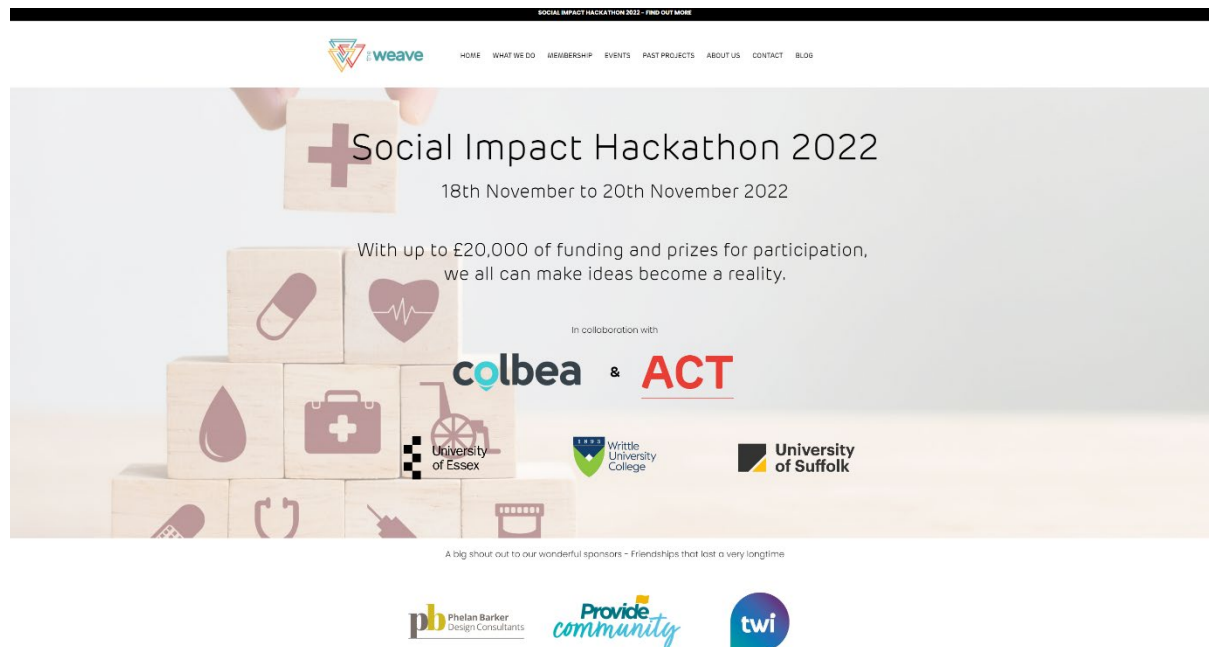 SOCIAL IMPACT HACKATHON 2022 - FIND OUT MORE
weave
HOME WHAT WE DO MEMBERSHIP EVENTS PAST PROJECTS ABOUT US CONTACT BLOG
Social Impact Hackathon 2022
18th November to 20th November 2022
With up to £20,000 of funding and prizes for participation,
we all can make ideas become a reality.
In collaboration with
colbea & ACT
University
of Essex
1893
Writtle
University
College
University
of Suffolk
A big shout out to our wonderful sponsors - Friendships that last a very longtime
pb Phelan Barker
Design Consultants
Provide
community
twi